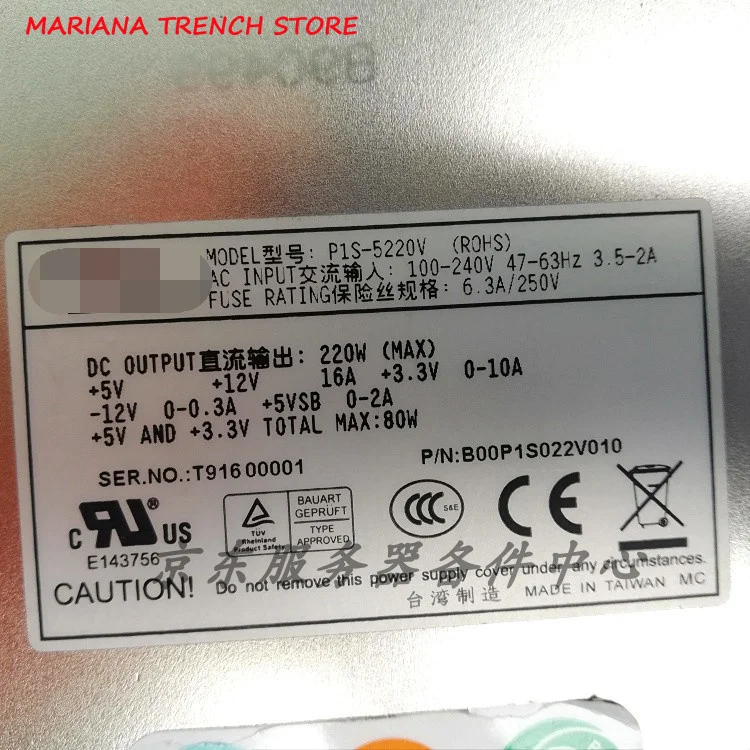 MARIANA TRENCH STORE
MODEL型号: P1S-5220V (ROHS)
AC INPUT交流输入: 100-240V 47-63Hz 3.5-2A
FUSE RATING保险丝规格: 6.3A/250V
DC OUTPUT直流输出: 220W (MAX)
+5V +12V 16A +3.3V 0-10A
-12V 0-0.3A +5VSB 0-2A
+5V AND +3.3V TOTAL MAX:80W
SER.NO.:T91600001
P/N:B00P1S022V010
c RU ® US
E143756
TÜV
Rheinland
Product Safety
BAUART
GEPRÜFT
TYPE
APPROVED
CCC S&E
CE
京东服务器备件中心
CAUTION! Do not remove this power supply cover under any circumstances.
台湾制造 MADE IN TAIWAN MC